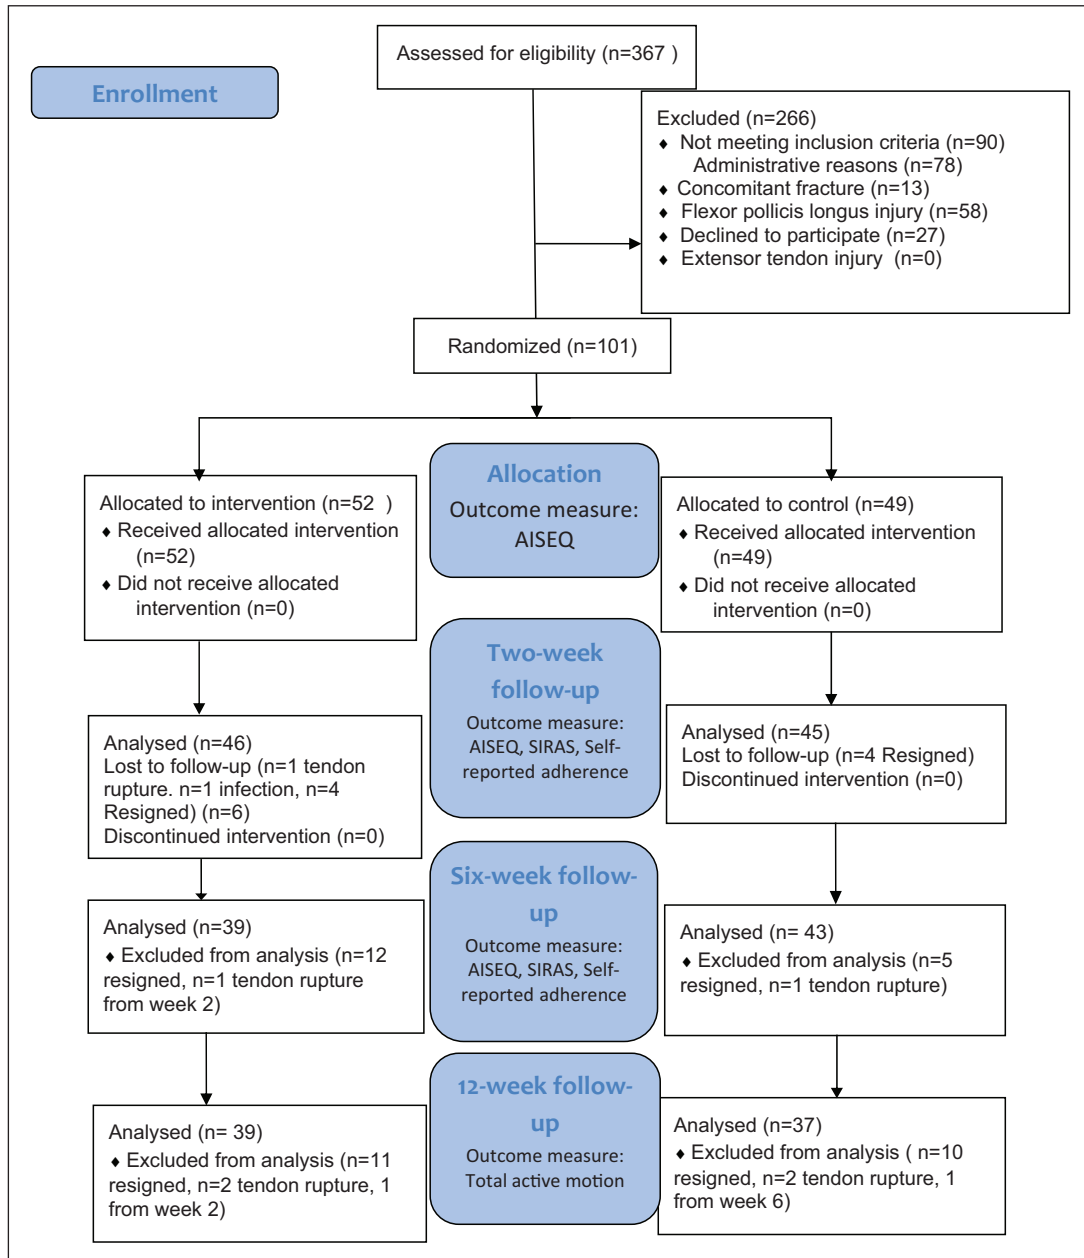 Assessed for eligibility (n=367 )
Enrollment
Excluded (n=266)
♦ Not meeting inclusion criteria (n=90)
Administrative reasons (n=78)
♦ Concomitant fracture (n=13)
♦ Flexor pollicis longus injury (n=58)
♦ Declined to participate (n=27)
♦ Extensor tendon injury (n=0)
Randomized (n=101)
Allocation
Outcome measure:
AISEQ
Allocated to intervention (n=52 )
♦ Received allocated intervention
(n=52)
♦ Did not receive allocated
intervention (n=0)
Allocated to control (n=49)
♦ Received allocated intervention
(n=49)
♦ Did not receive allocated
intervention (n=0)
Two-week
follow-up
Outcome measure:
AISEQ, SIRAS, Self-
reported adherence
Analysed (n=46)
Lost to follow-up (n=1 tendon
rupture. n=1 infection, n=4
Resigned) (n=6)
Discontinued intervention (n=0)
Analysed (n=45)
Lost to follow-up (n=4 Resigned)
Discontinued intervention (n=0)
Six-week follow-
up
Outcome measure:
AISEQ, SIRAS, Self-
reported adherence
Analysed (n=39)
♦ Excluded from analysis (n=12
resigned, n=1 tendon rupture
from week 2)
Analysed (n= 43)
♦ Excluded from analysis (n=5
resigned, n=1 tendon rupture)
12-week follow-
up
Outcome measure:
Total active motion
Analysed (n= 39)
♦ Excluded from analysis (n=11
resigned, n=2 tendon rupture, 1
from week 2)
Analysed (n=37)
♦ Excluded from analysis ( n=10
resigned, n=2 tendon rupture, 1
from week 6)